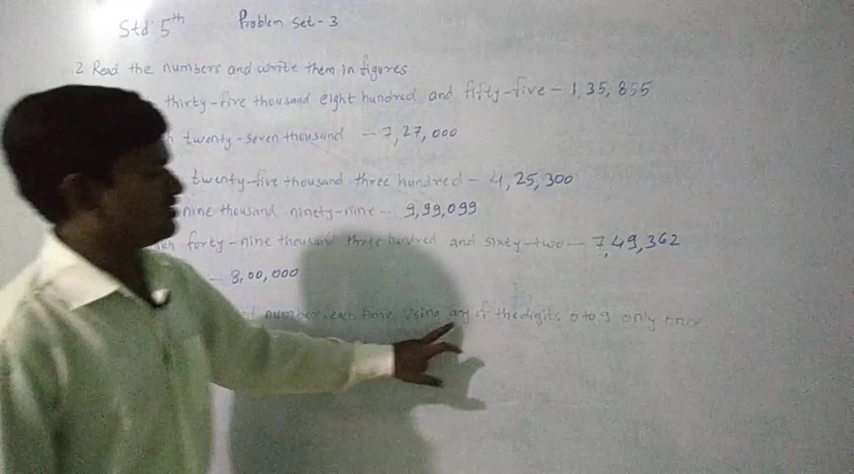 Std 5th Problem Set - 3
2 Read the numbers and write them in figures
thirty-five thousand eight hundred and fifty-five - 1,35,855
twenty-seven thousand - 7,27,000
twenty-five thousand three hundred - 4,25,300
nine thousand ninety-nine - 9,99,099
forty-nine thousand three hundred and sixty-two - 7,49,362
- 8,00,000
numbers each time using any of the digits 0 to 9 only once